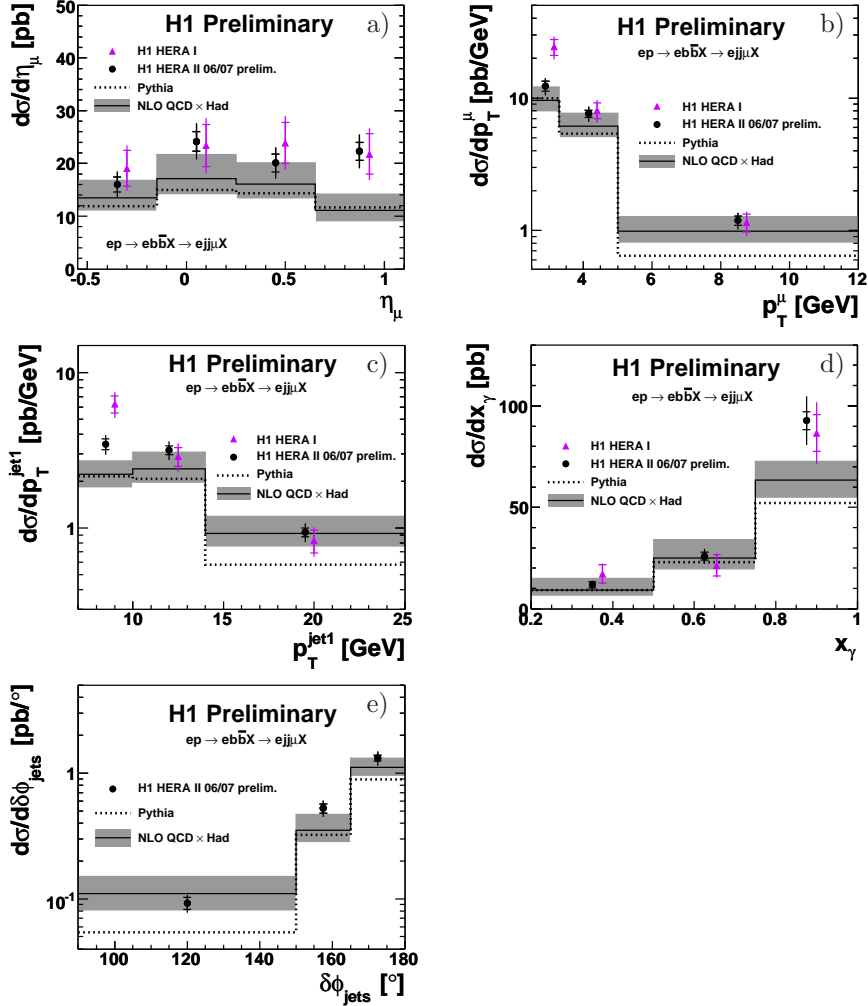 H1 Preliminary
a)
dσ/dη_μ [pb]
50
40
30
20
10
0
H1 HERA I
H1 HERA II 06/07 prelim.
Pythia
NLO QCD × Had
ep → eb b̅X → ejjμX
-0.5 0 0.5 1
η_μ
H1 Preliminary
b)
ep → eb b̅X → ejjμX
dσ/dp_T^μ [pb/GeV]
10
1
H1 HERA I
H1 HERA II 06/07 prelim.
Pythia
NLO QCD × Had
4 6 8 10 12
p_T^μ [GeV]
H1 Preliminary
c)
ep → eb b̅X → ejjμX
dσ/dp_T^jet1 [pb/GeV]
10
1
H1 HERA I
H1 HERA II 06/07 prelim.
Pythia
NLO QCD × Had
10 15 20 25
p_T^jet1 [GeV]
H1 Preliminary
d)
ep → eb b̅X → ejjμX
dσ/dx_γ [pb]
100
50
0
H1 HERA I
H1 HERA II 06/07 prelim.
Pythia
NLO QCD × Had
0.2 0.4 0.6 0.8 1
x_γ
H1 Preliminary
e)
ep → eb b̅X → ejjμX
dσ/dδϕ_jets [pb/°]
1
10^-1
H1 HERA II 06/07 prelim.
Pythia
NLO QCD × Had
100 120 140 160 180
δϕ_jets [°]